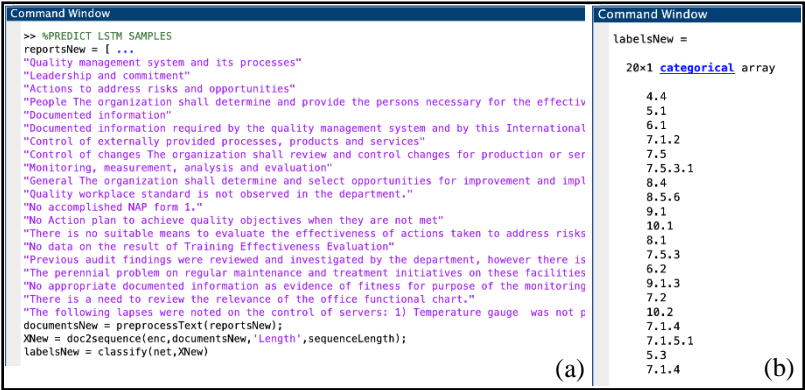 Command Window
>> %PREDICT LSTM SAMPLES
reportsNew = [ ...
"Quality management system and its processes"
"Leadership and commitment"
"Actions to address risks and opportunities"
"People The organization shall determine and provide the persons necessary for the effectiv
"Documented information"
"Documented information required by the quality management system and by this International
"Control of externally provided processes, products and services"
"Control of changes The organization shall review and control changes for production or ser
"Monitoring, measurement, analysis and evaluation"
"General The organization shall determine and select opportunities for improvement and impl
"Quality workplace standard is not observed in the department."
"No accomplished NAP form 1."
"No Action plan to achieve quality objectives when they are not met"
"There is no suitable means to evaluate the effectiveness of actions taken to address risks
"No data on the result of Training Effectiveness Evaluation"
"Previous audit findings were reviewed and investigated by the department, however there is
"The perennial problem on regular maintenance and treatment initiatives on these facilities
"No appropriate documented information as evidence of fitness for purpose of the monitoring
"There is a need to review the relevance of the office functional chart."
"The following lapses were noted on the control of servers: 1) Temperature gauge  was not p
documentsNew = preprocessText(reportsNew);
XNew = doc2sequence(enc,documentsNew,'Length',sequenceLength);
labelsNew = classify(net,XNew)
(a)
Command Window
labelsNew =
20×1 categorical array
4.4
5.1
6.1
7.1.2
7.5
7.5.3.1
8.4
8.5.6
9.1
10.1
8.1
7.5.3
6.2
9.1.3
7.2
10.2
7.1.4
7.1.5.1
5.3
7.1.4
(b)